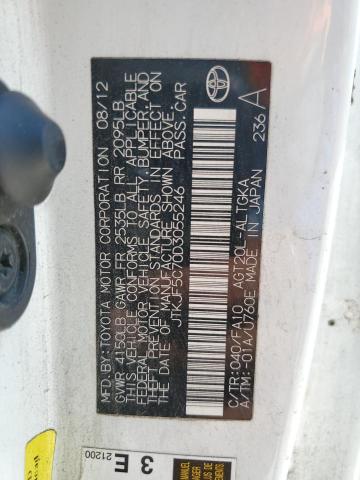 MFD. BY: TOYOTA MOTOR CORPORATION 08/12
GVWR 4150LB GAWR FR 2535LB RR 2095LB
THIS VEHICLE CONFORMS TO ALL APPLICABLE
FEDERAL MOTOR VEHICLE SAFETY, BUMPER, AND
THEFT PREVENTION STANDARDS IN EFFECT ON
THE DATE OF MANUFACTURE SHOWN ABOVE.
JTKJF5C70D3055246 PASS.CAR
TOYOTA
C/TR:040/FA10 AGT20L-ALTGKA
A/TM:-01A/U760E MADE IN JAPAN
236 A
3 E
21200